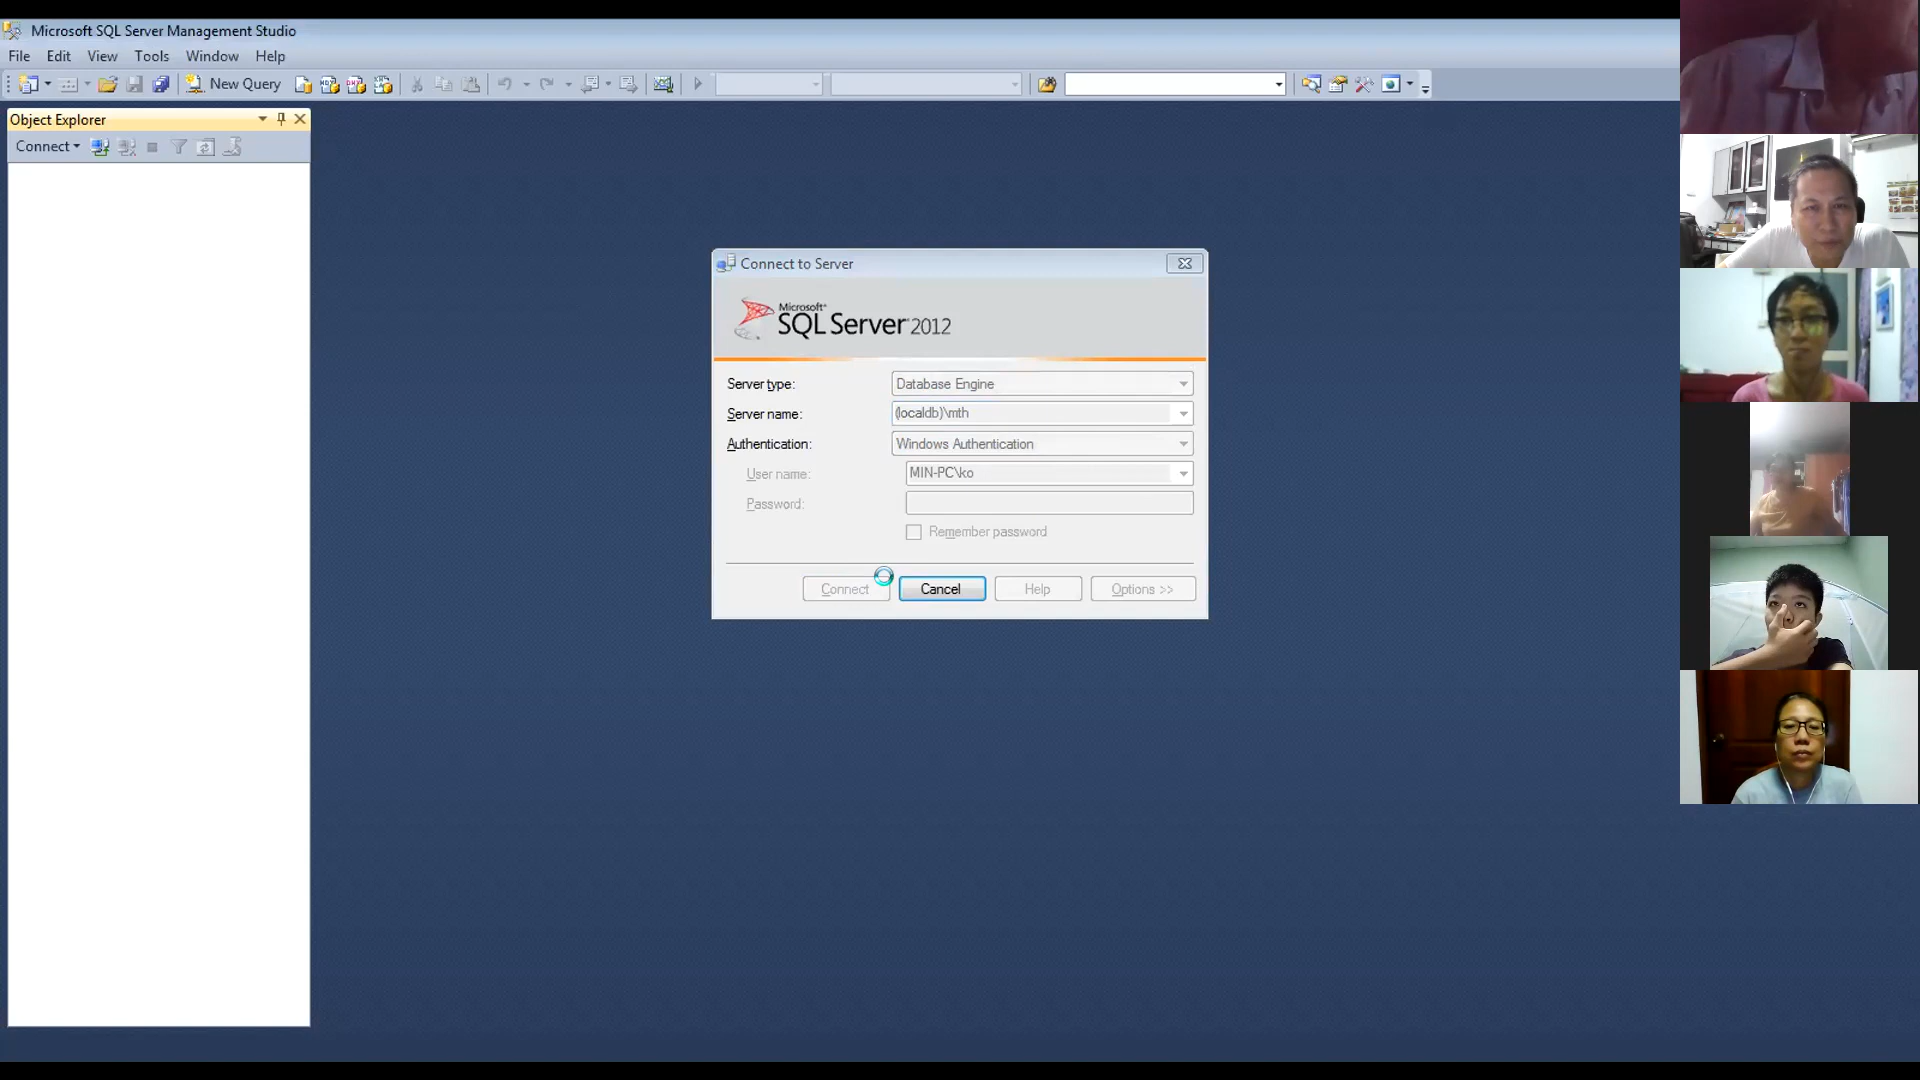 Microsoft SQL Server Management Studio
File Edit View Tools Window Help
New Query
Object Explorer
Connect
Connect to Server
Microsoft
SQL Server 2012
Server type: Database Engine
Server name: (localdb)\mth
Authentication: Windows Authentication
User name: MIN-PC\ko
Password:
Remember password
Connect Cancel Help Options >>